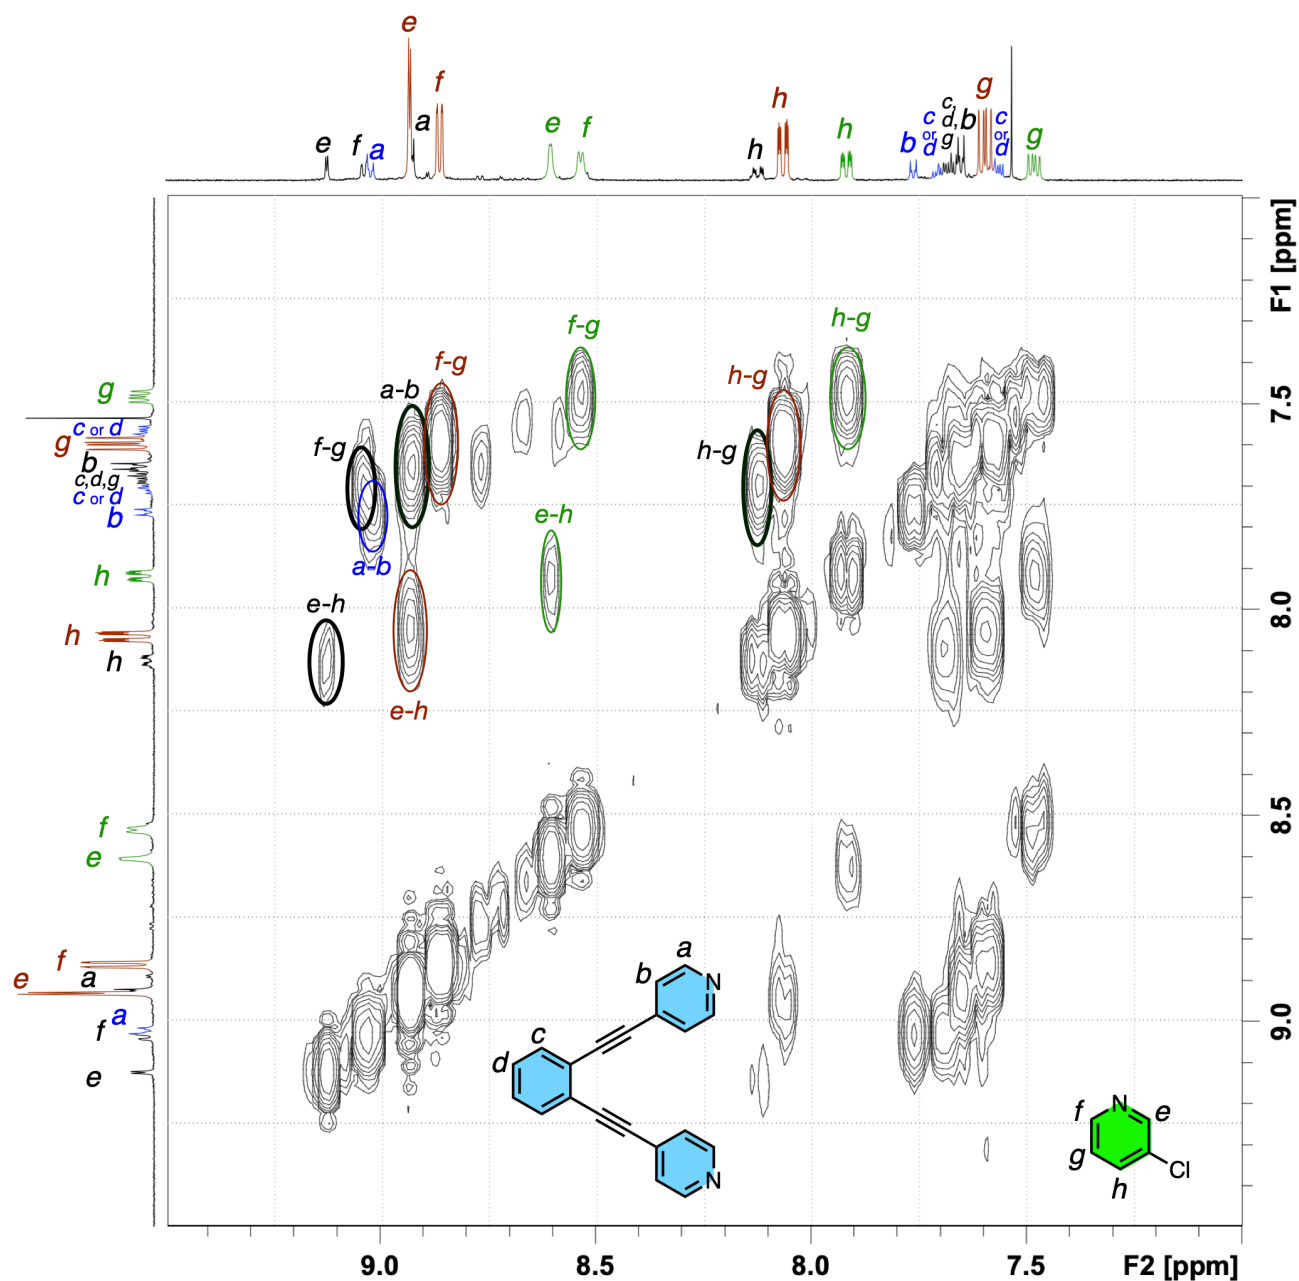 e
e f a a f e f h h h b c or d c, d, g b g c or d g
f-g h-g
f-g h-g
a-b
f-g h-g
e-h
a-b
e-h
e-h
g
c or d
g
b
c,d,g
c or d
b
h
h
h
f
e
f
e a
a
f
e
F1 [ppm]
7.5
8.0
8.5
9.0
a
b N
c
d
N
N
f e
g Cl
h
9.0 8.5 8.0 7.5 F2 [ppm]